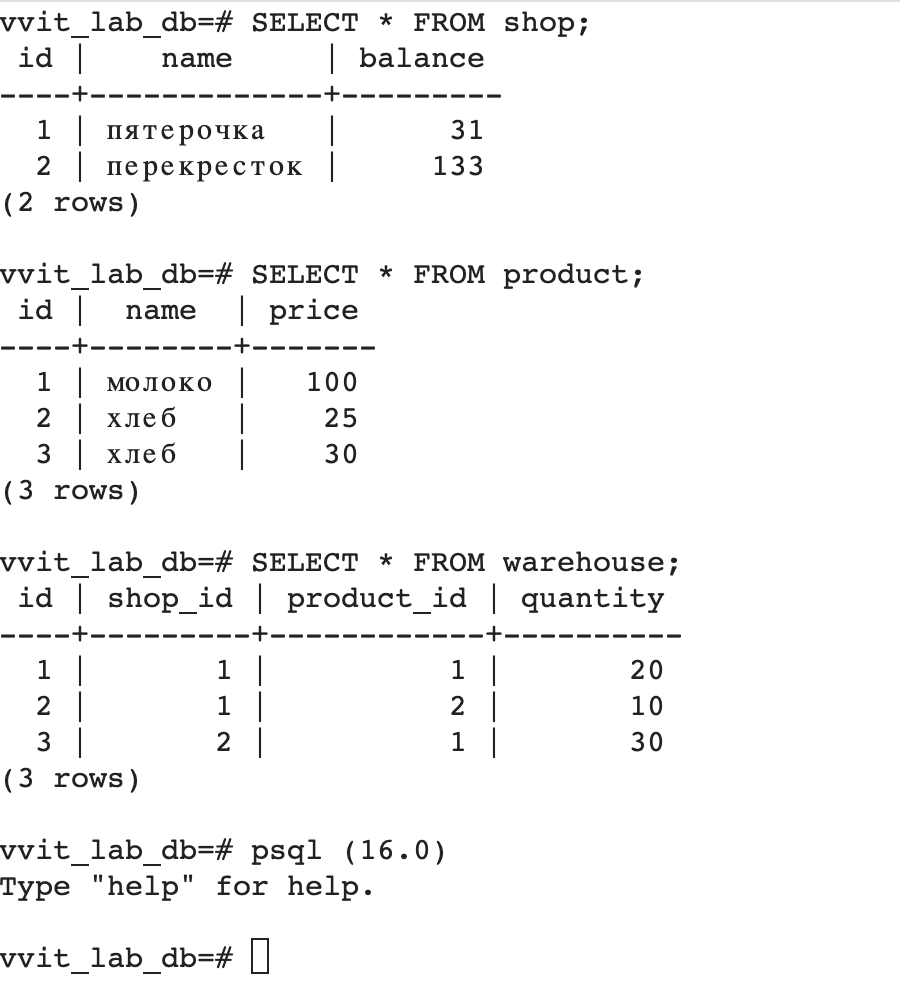 vvit_lab_db=# SELECT * FROM shop;
 id |    name     | balance
----+-------------+---------
  1 | пятерочка   |      31
  2 | перекресток |     133
(2 rows)

vvit_lab_db=# SELECT * FROM product;
 id |  name  | price
----+--------+-------
  1 | молоко |   100
  2 | хлеб   |    25
  3 | хлеб   |    30
(3 rows)

vvit_lab_db=# SELECT * FROM warehouse;
 id | shop_id | product_id | quantity
----+---------+------------+----------
  1 |       1 |          1 |       20
  2 |       1 |          2 |       10
  3 |       2 |          1 |       30
(3 rows)

vvit_lab_db=# psql (16.0)
Type "help" for help.

vvit_lab_db=#